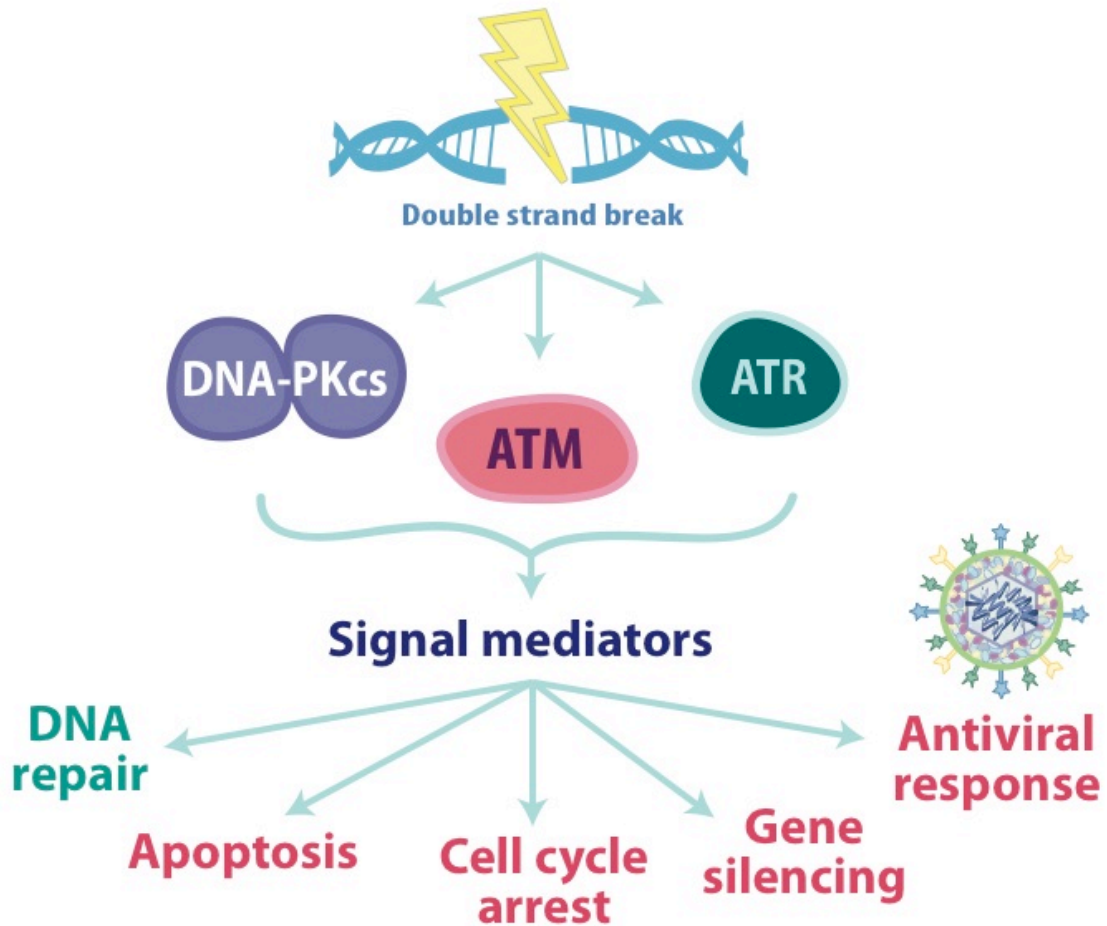 Double strand break
DNA-PKcs
ATM
ATR
Signal mediators
DNA
repair
Apoptosis
Cell cycle
arrest
Gene
silencing
Antiviral
response